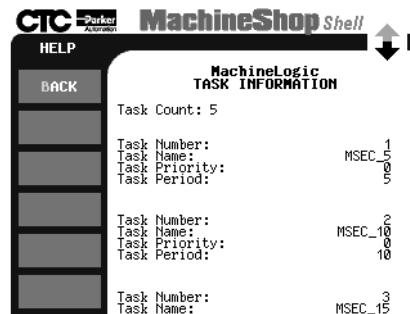 CTC Parker Automation MachineShop Shell
HELP
BACK
MachineLogic
TASK INFORMATION
Task Count: 5
Task Number: 1
Task Name: MSEC_5
Task Priority: 0
Task Period: 5
Task Number: 2
Task Name: MSEC_10
Task Priority: 0
Task Period: 10
Task Number: 3
Task Name: MSEC_15